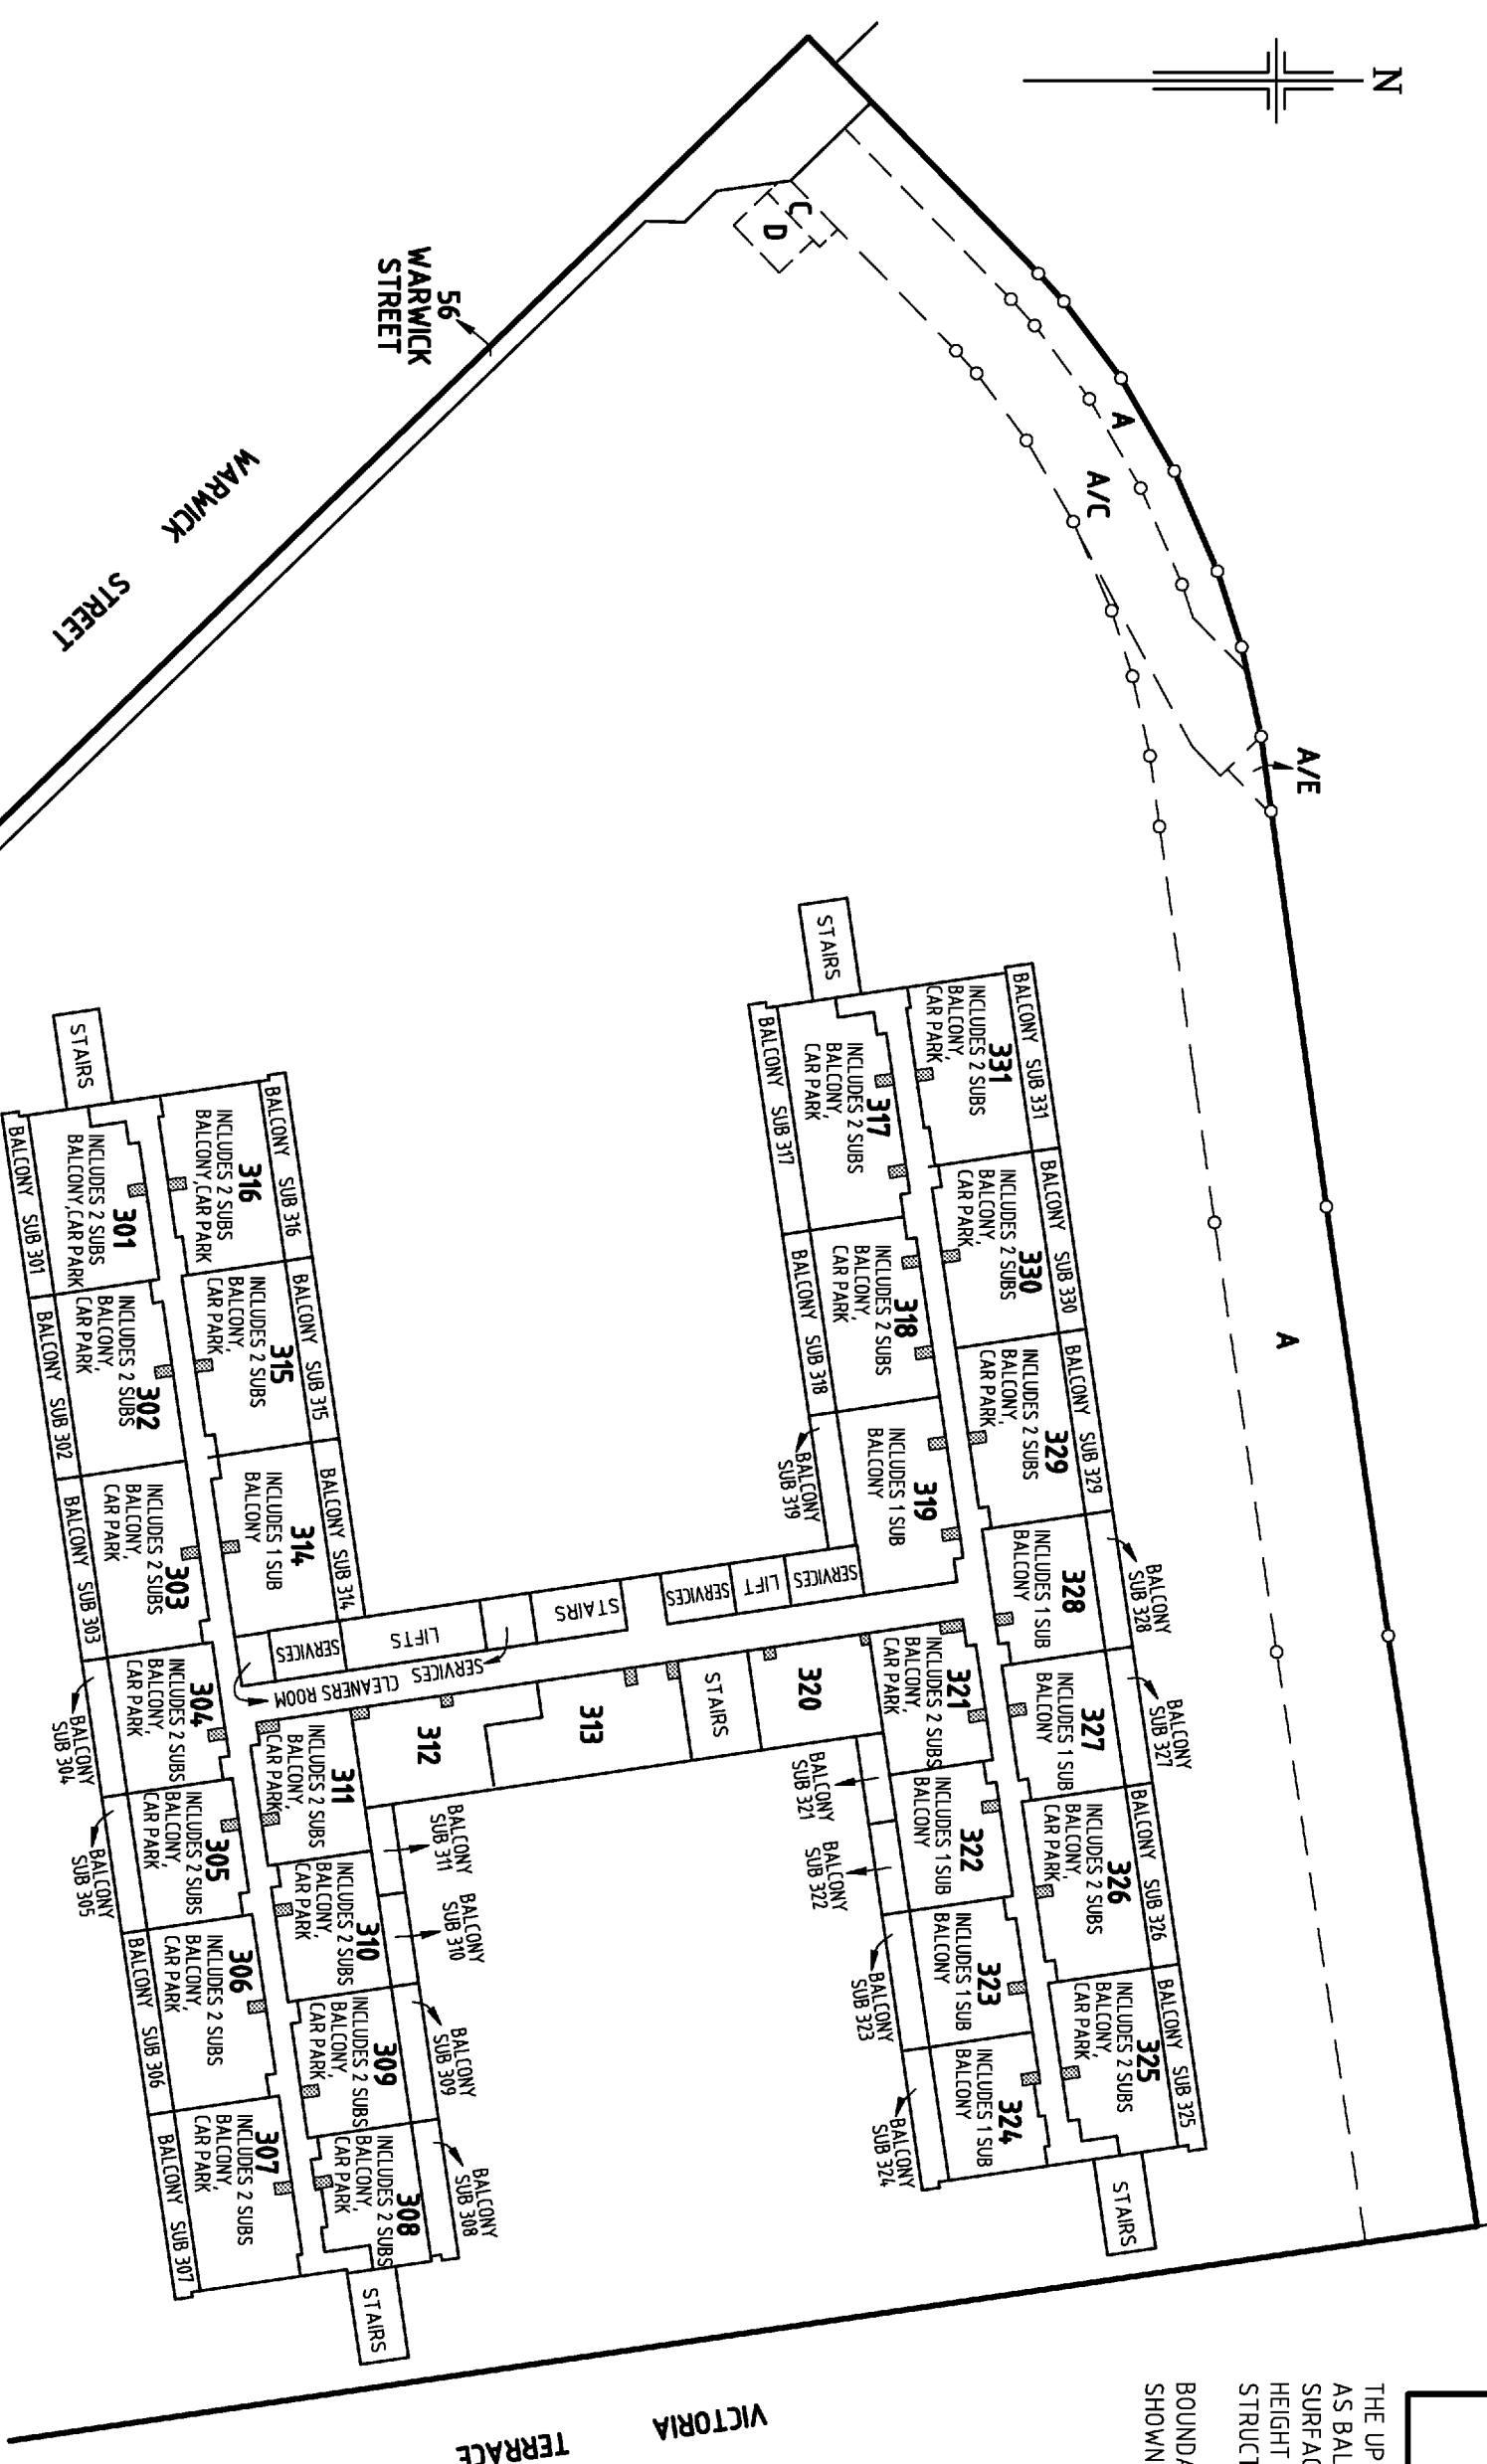 N
A
A/C
A/E
A
C
D
56
WARWICK
STREET
WARWICK
STREET
STAIRS
BALCONY SUB 331
331
INCLUDES 2 SUBS
BALCONY,
CAR PARK
BALCONY SUB 330
330
INCLUDES 2 SUBS
BALCONY,
CAR PARK
BALCONY SUB 329
329
INCLUDES 2 SUBS
BALCONY,
CAR PARK
BALCONY
SUB 328
328
INCLUDES 1 SUB
BALCONY
BALCONY
SUB 327
327
INCLUDES 1 SUB
BALCONY
BALCONY SUB 326
326
INCLUDES 2 SUBS
BALCONY,
CAR PARK
BALCONY SUB 325
325
INCLUDES 2 SUBS
BALCONY,
CAR PARK
STAIRS
317
INCLUDES 2 SUBS
BALCONY,
CAR PARK
BALCONY SUB 317
318
INCLUDES 2 SUBS
BALCONY,
CAR PARK
BALCONY SUB 318
319
INCLUDES 1 SUB
BALCONY
BALCONY
SUB 319
321
INCLUDES 2 SUBS
BALCONY,
CAR PARK
BALCONY
SUB 321
322
INCLUDES 1 SUB
BALCONY
BALCONY
SUB 322
323
INCLUDES 1 SUB
BALCONY
BALCONY
SUB 323
324
INCLUDES 1 SUB
BALCONY
BALCONY
SUB 324
SERVICES
LIFT
SERVICES
STAIRS
SERVICES
LIFTS
SERVICES
CLEANERS ROOM
320
STAIRS
313
312
STAIRS
BALCONY SUB 316
316
INCLUDES 2 SUBS
BALCONY,CAR PARK
BALCONY SUB 315
315
INCLUDES 2 SUBS
BALCONY,
CAR PARK
BALCONY SUB 314
314
INCLUDES 1 SUB
BALCONY
BALCONY
SUB 311
311
INCLUDES 2 SUBS
BALCONY,
CAR PARK
BALCONY
SUB 310
310
INCLUDES 2 SUBS
BALCONY,
CAR PARK
BALCONY
SUB 309
309
INCLUDES 2 SUBS
BALCONY,
CAR PARK
BALCONY
SUB 308
308
INCLUDES 2 SUBS
BALCONY,
CAR PARK
STAIRS
301
INCLUDES 2 SUBS
BALCONY,CAR PARK
BALCONY SUB 301
302
INCLUDES 2 SUBS
BALCONY,
CAR PARK
BALCONY SUB 302
303
INCLUDES 2 SUBS
BALCONY,
CAR PARK
BALCONY SUB 303
304
INCLUDES 2 SUBS
BALCONY,
CAR PARK
BALCONY
SUB 304
305
INCLUDES 2 SUBS
BALCONY,
CAR PARK
BALCONY
SUB 305
306
INCLUDES 2 SUBS
BALCONY,
CAR PARK
BALCONY SUB 306
307
INCLUDES 2 SUBS
BALCONY,
CAR PARK
BALCONY SUB 307
VICTORIA
TERRACE
THE UP
AS BAL
SURFAC
HEIGHT
STRUCT
BOUNDA
SHOWN